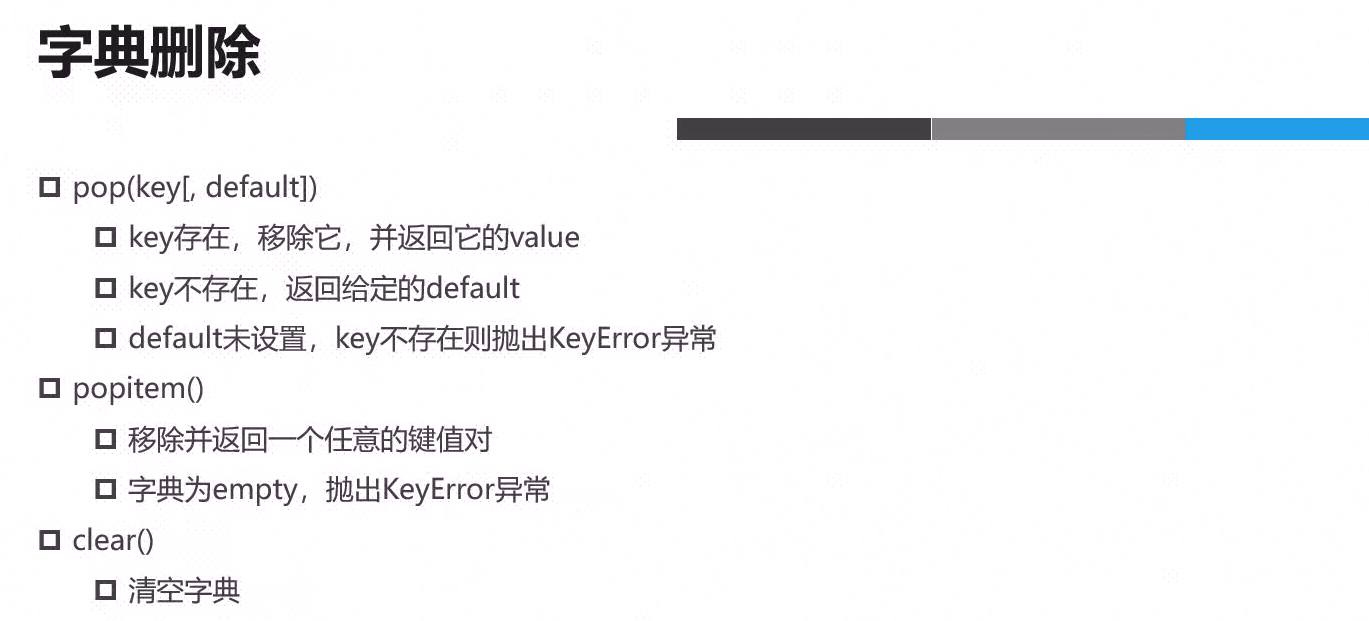 字典删除
pop(key[, default])
key存在，移除它，并返回它的value
key不存在，返回给定的default
default未设置，key不存在则抛出KeyError异常
popitem()
移除并返回一个任意的键值对
字典为empty，抛出KeyError异常
clear()
清空字典